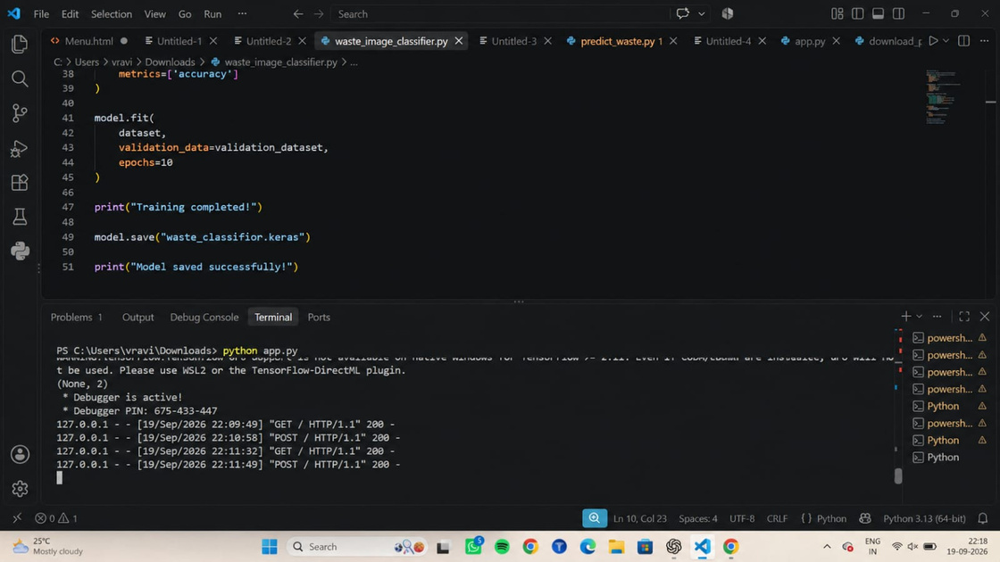 File Edit Selection View Go Run ··· Search
Menu.html Untitled-1 Untitled-2 waste_image_classifier.py Untitled-3 predict_waste.py 1 Untitled-4 app.py download_p
C: > Users > vravi > Downloads > waste_image_classifier.py > ...
38 metrics=['accuracy']
39 )
40
41 model.fit(
42 dataset,
43 validation_data=validation_dataset,
44 epochs=10
45 )
46
47 print("Training completed!")
48
49 model.save("waste_classifior.keras")
50
51 print("Model saved successfully!")
Problems 1 Output Debug Console Terminal Ports
PS C:\Users\vravi\Downloads> python app.py
t be used. Please use WSL2 or the TensorFlow-DirectML plugin.
(None, 2)
* Debugger is active!
* Debugger PIN: 675-433-447
127.0.0.1 - - [19/Sep/2026 22:09:49] "GET / HTTP/1.1" 200 -
127.0.0.1 - - [19/Sep/2026 22:10:58] "POST / HTTP/1.1" 200 -
127.0.0.1 - - [19/Sep/2026 22:11:32] "GET / HTTP/1.1" 200 -
127.0.0.1 - - [19/Sep/2026 22:11:49] "POST / HTTP/1.1" 200 -
powersh...
powersh...
powersh...
powersh...
Python
powersh...
Python
Python
0 1 Ln 10, Col 23 Spaces: 4 UTF-8 CRLF { } Python Python 3.13 (64-bit)
25°C
Mostly cloudy
Search
5
ENG
IN
22:18
19-09-2026